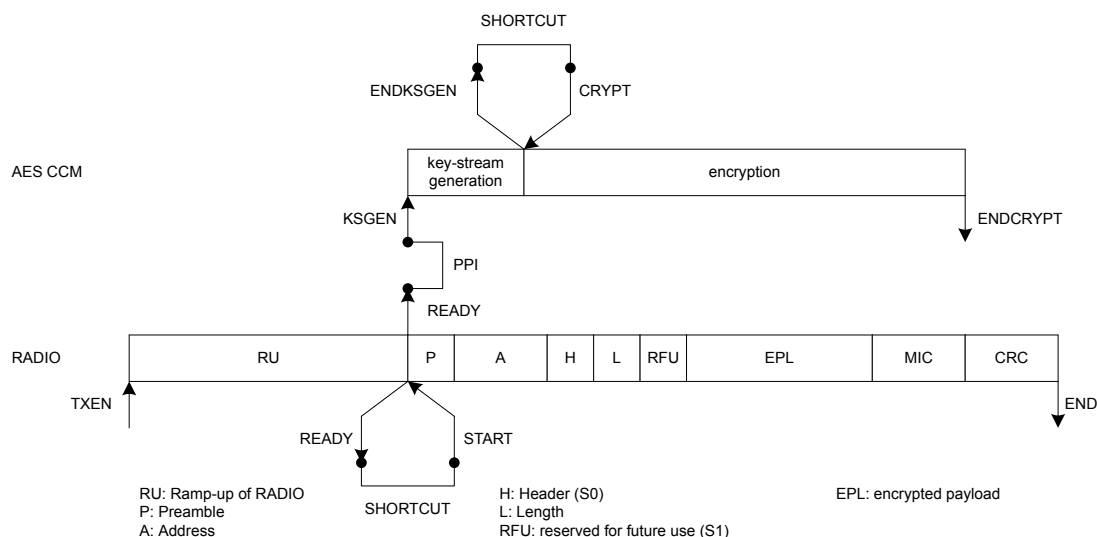 SHORTCUT
ENDKSGEN
CRYPT
AES CCM
key-stream
generation
encryption
KSGEN
ENDCRYPT
PPI
READY
RADIO
RU
P
A
H
L
RFU
EPL
MIC
CRC
TXEN
END
READY
START
SHORTCUT
RU: Ramp-up of RADIO
P: Preamble
A: Address
H: Header (S0)
L: Length
RFU: reserved for future use (S1)
EPL: encrypted payload